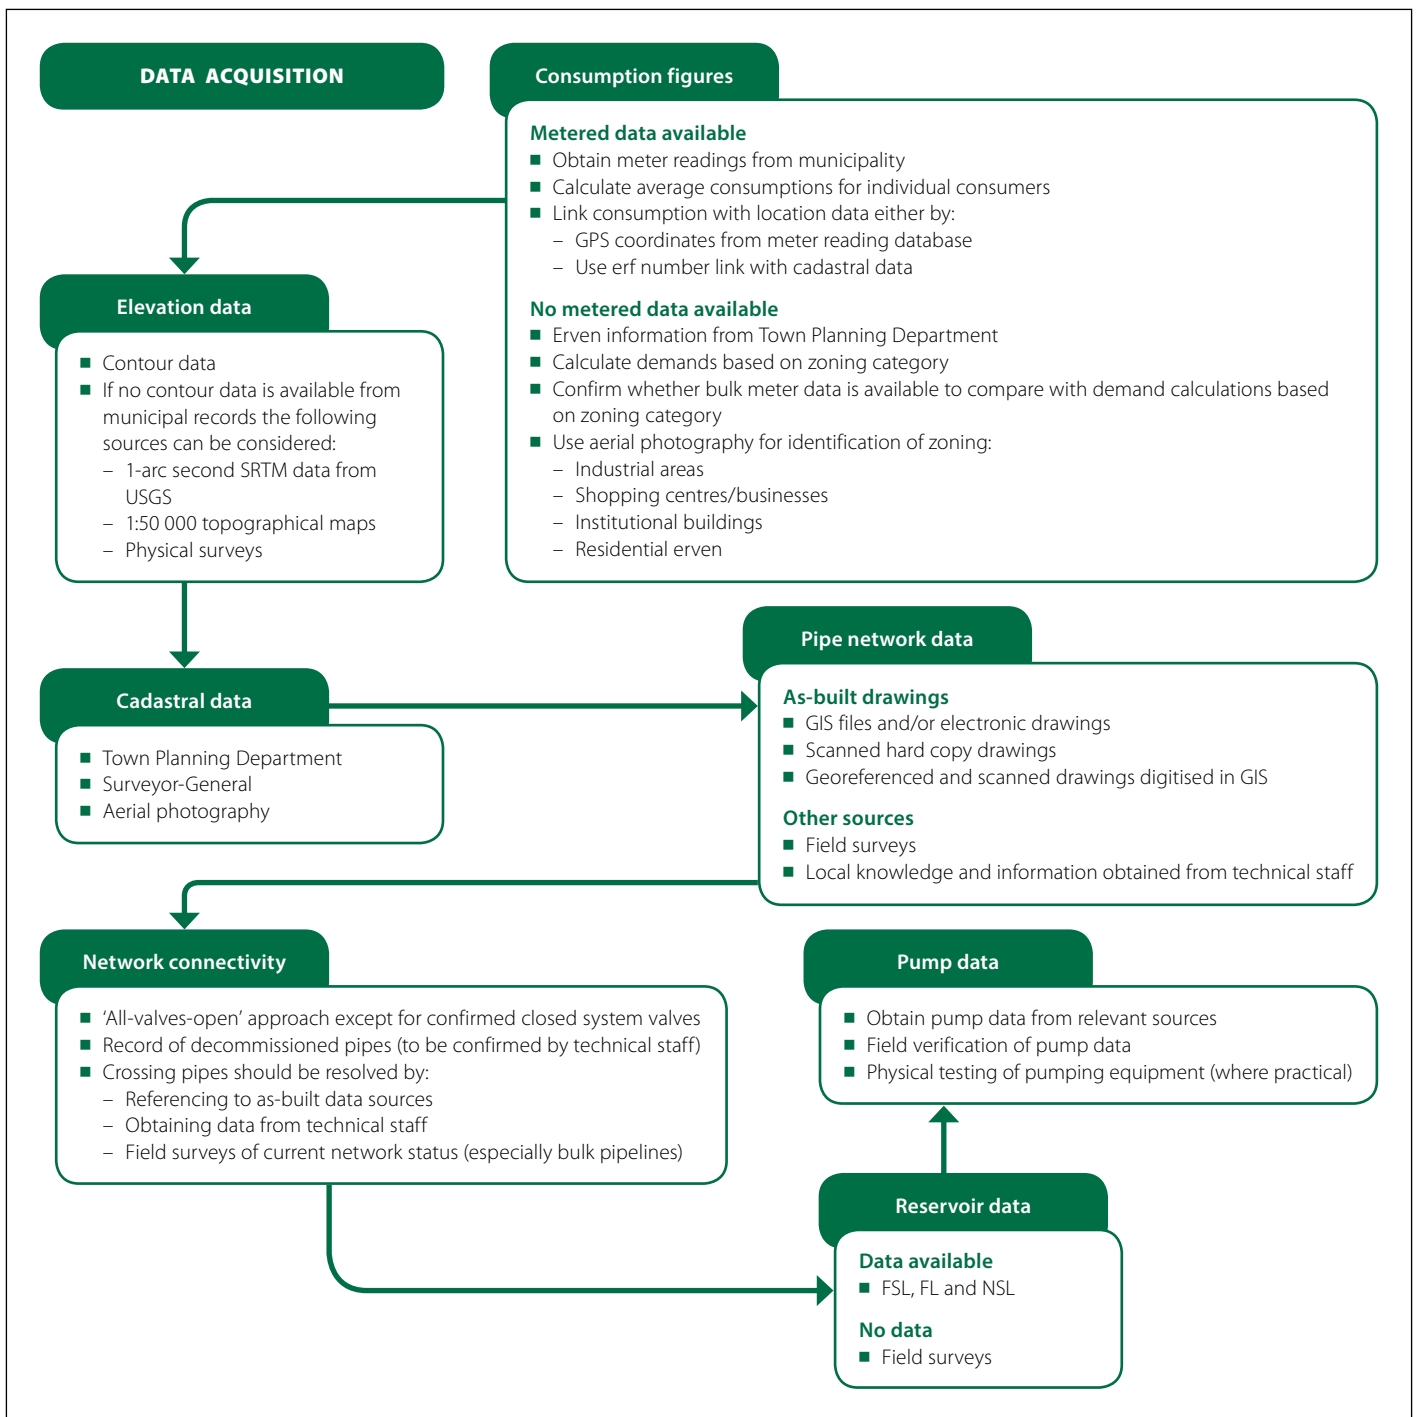 DATA ACQUISITION
Consumption figures
Metered data available
■ Obtain meter readings from municipality
■ Calculate average consumptions for individual consumers
■ Link consumption with location data either by:
– GPS coordinates from meter reading database
– Use erf number link with cadastral data
No metered data available
■ Erven information from Town Planning Department
■ Calculate demands based on zoning category
■ Confirm whether bulk meter data is available to compare with demand calculations based
on zoning category
■ Use aerial photography for identification of zoning:
– Industrial areas
– Shopping centres/businesses
– Institutional buildings
– Residential erven
Elevation data
■ Contour data
■ If no contour data is available from
municipal records the following
sources can be considered:
– 1-arc second SRTM data from
USGS
– 1:50 000 topographical maps
– Physical surveys
Cadastral data
■ Town Planning Department
■ Surveyor-General
■ Aerial photography
Pipe network data
As-built drawings
■ GIS files and/or electronic drawings
■ Scanned hard copy drawings
■ Georeferenced and scanned drawings digitised in GIS
Other sources
■ Field surveys
■ Local knowledge and information obtained from technical staff
Network connectivity
■ ‘All-valves-open’ approach except for confirmed closed system valves
■ Record of decommissioned pipes (to be confirmed by technical staff)
■ Crossing pipes should be resolved by:
– Referencing to as-built data sources
– Obtaining data from technical staff
– Field surveys of current network status (especially bulk pipelines)
Reservoir data
Data available
■ FSL, FL and NSL
No data
■ Field surveys
Pump data
■ Obtain pump data from relevant sources
■ Field verification of pump data
■ Physical testing of pumping equipment (where practical)